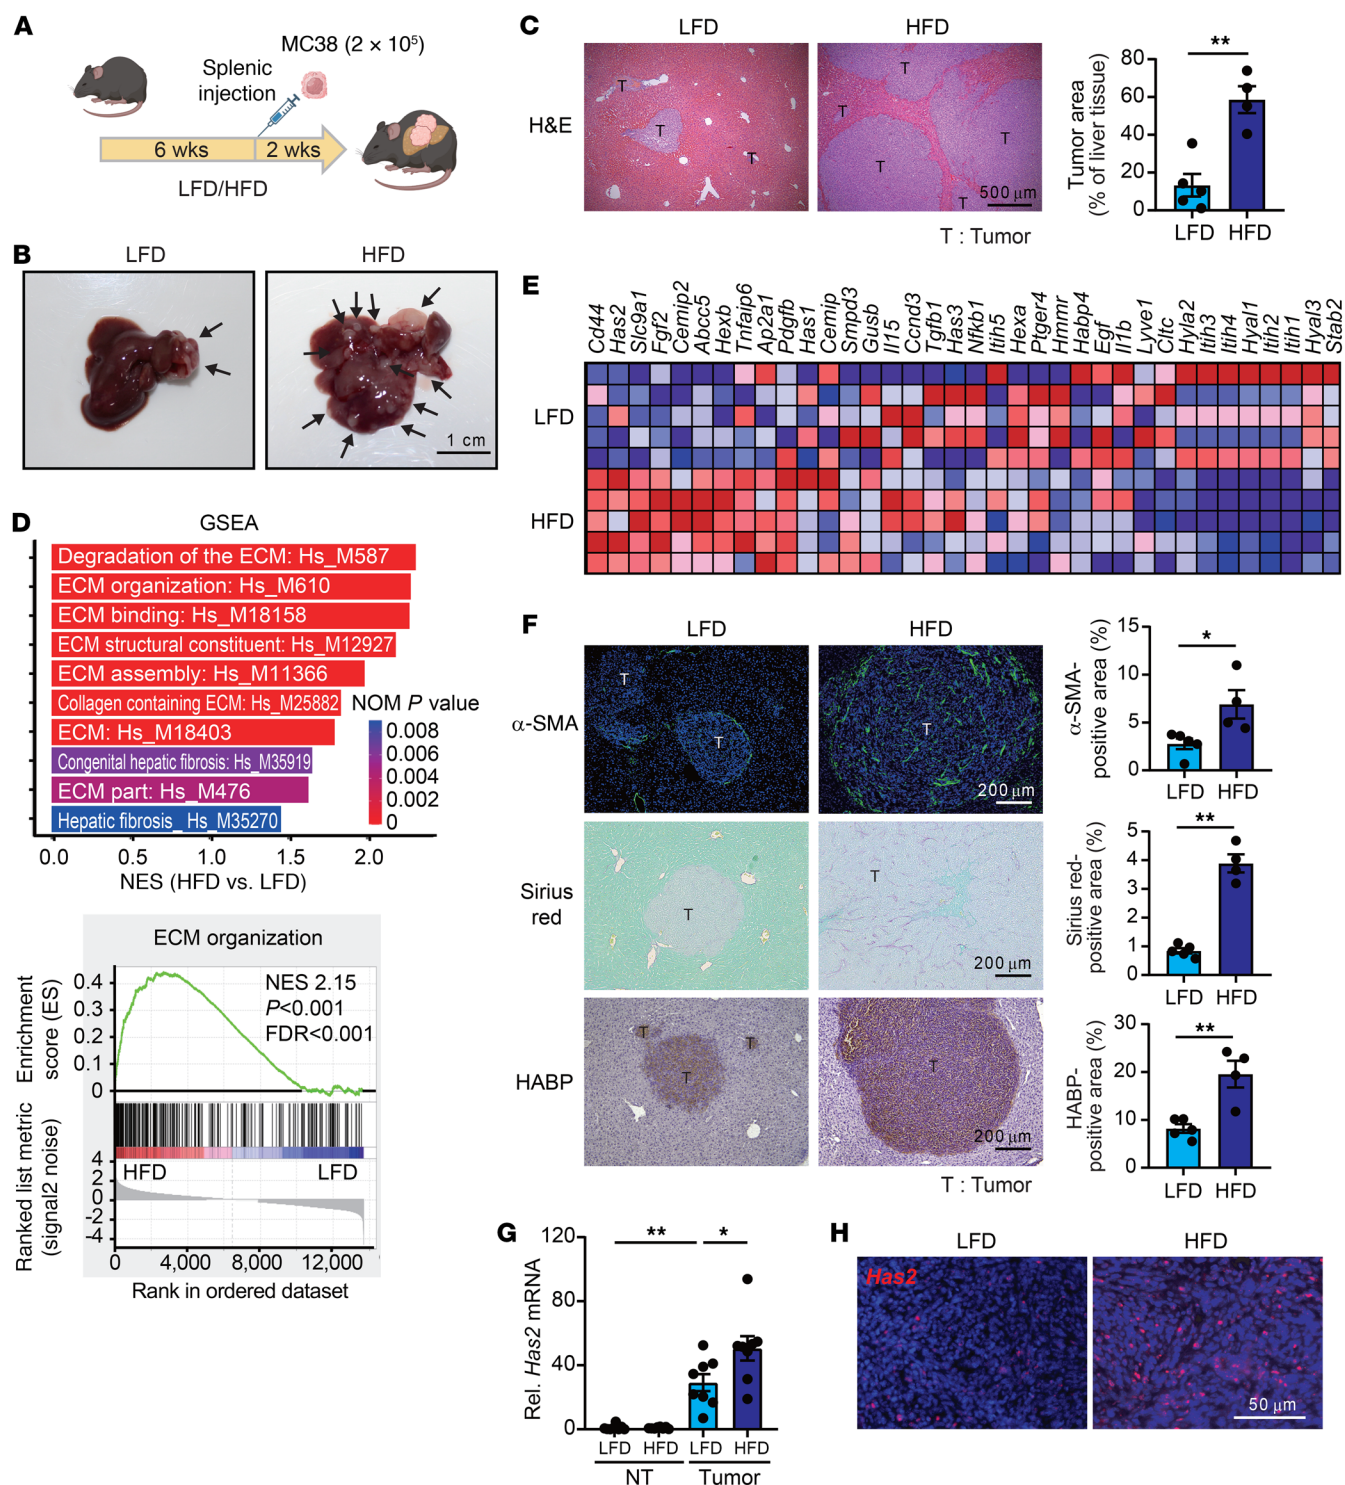 A
MC38 (2 × 10⁵)
Splenic
injection
6 wks
2 wks
LFD/HFD
B
LFD
HFD
1 cm
C
LFD
HFD
H&E
T
T
T
T
T
T
T
T
500 μm
T : Tumor
Tumor area
(% of liver tissue)
80
60
40
20
0
**
LFD
HFD
D
GSEA
Degradation of the ECM: Hs_M587
ECM organization: Hs_M610
ECM binding: Hs_M18158
ECM structural constituent: Hs_M12927
ECM assembly: Hs_M11366
Collagen containing ECM: Hs_M25882
ECM: Hs_M18403
Congenital hepatic fibrosis: Hs_M35919
ECM part: Hs_M476
Hepatic fibrosis_ Hs_M35270
NOM P value
0.008
0.006
0.004
0.002
0
0.0
0.5
1.0
1.5
2.0
NES (HFD vs. LFD)
ECM organization
Enrichment
score (ES)
0.4
0.3
0.2
0.1
0
NES 2.15
P<0.001
FDR<0.001
Ranked list metric
(signal2 noise)
4
2
0
-2
-4
HFD
LFD
0
4,000
8,000
12,000
Rank in ordered dataset
E
Cd44
Has2
Slc9a1
Fgf2
Cemip2
Abcc5
Hexb
Tnfaip6
Ap2a1
Pdgfb
Has1
Cemip
Smpd3
Gusb
Il15
Ccnd3
Tgfb1
Has3
Nfkb1
Itih5
Hexa
Ptger4
Hmmr
Habp4
Egf
Il1b
Lyve1
Cltc
Hyla2
Itih3
Itih4
Hyal1
Itih2
Itih1
Hyal3
Stab2
LFD
HFD
F
LFD
HFD
α-SMA
T
T
T
200 μm
α-SMA-
positive area (%)
15
10
5
0
*
LFD
HFD
Sirius
red
T
T
200 μm
Sirius red-
positive area (%)
5
4
3
2
1
0
**
LFD
HFD
HABP
T
T
T
T
200 μm
T : Tumor
HABP-
positive area (%)
30
20
10
0
**
LFD
HFD
G
Rel. Has2 mRNA
120
80
40
0
**
*
LFD
HFD
LFD
HFD
NT
Tumor
H
LFD
HFD
Has2
50 μm